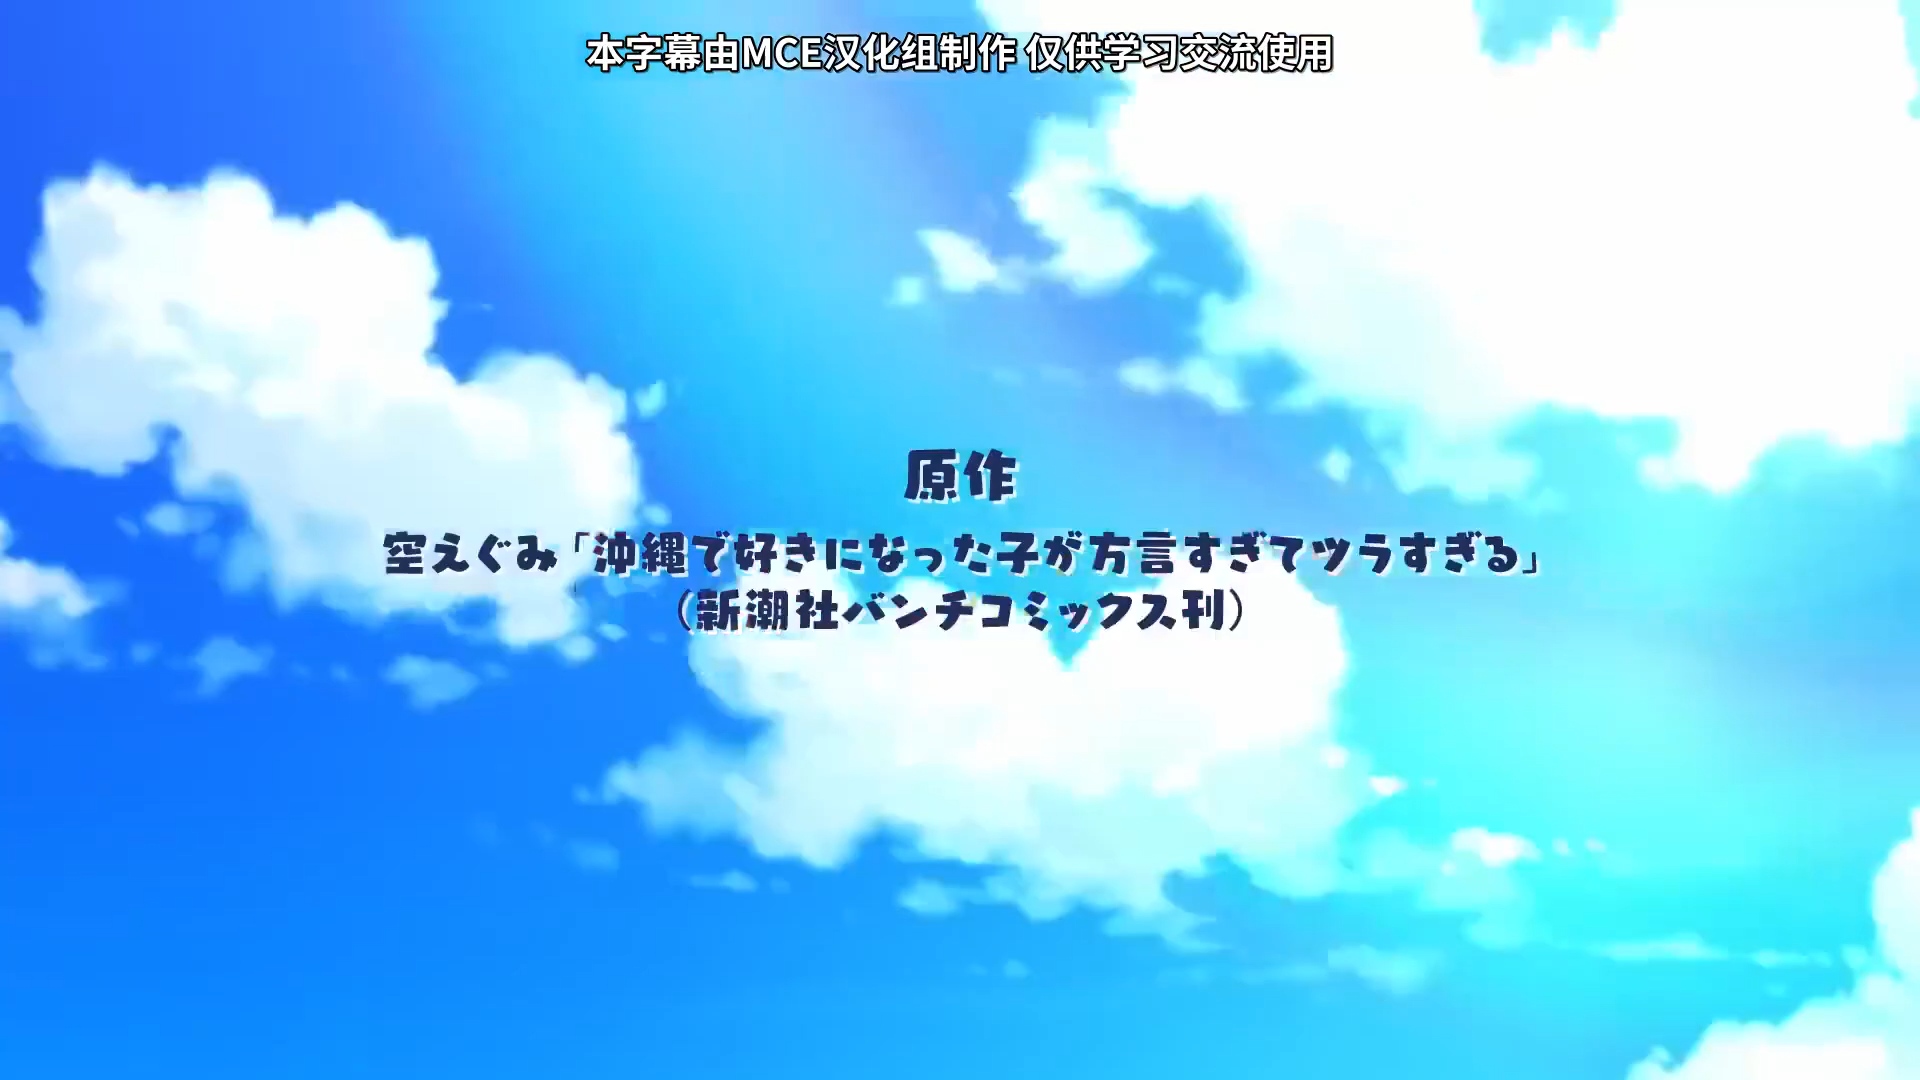 本字幕由MCE汉化组制作 仅供学习交流使用
原作
空えぐみ「沖縄で好きになった子が方言すぎてツラすぎる」
（新潮社バンチコミックス刊）